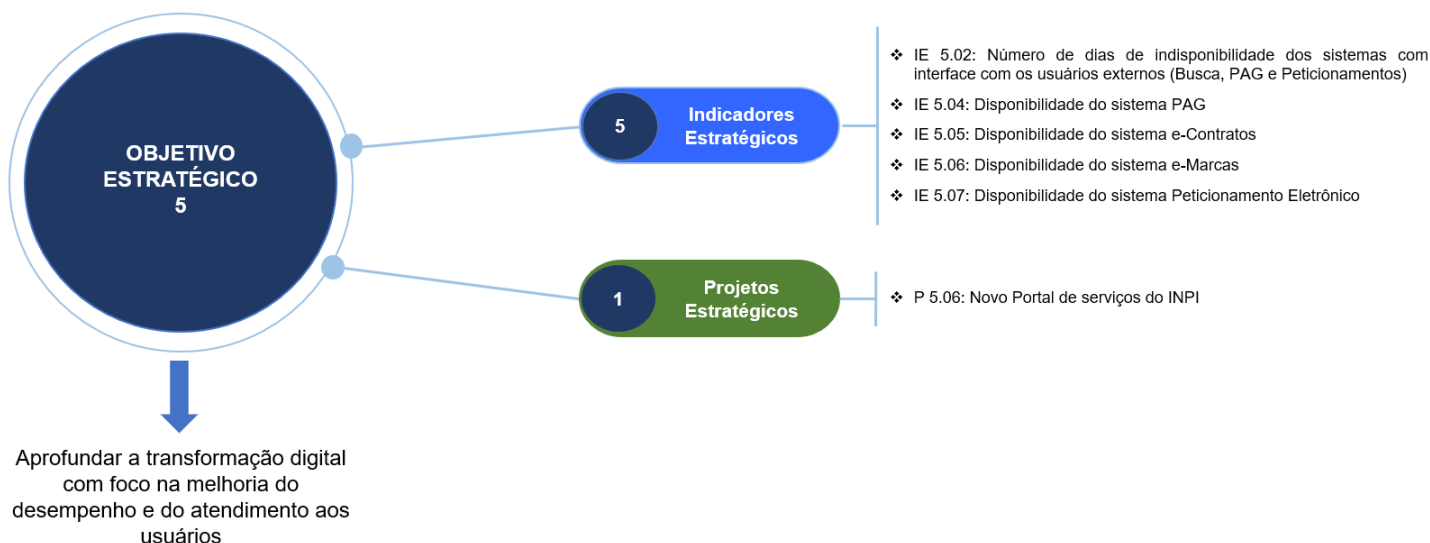 OBJETIVO
ESTRATÉGICO
5
Aprofundar a transformação digital
com foco na melhoria do
desempenho e do atendimento aos
usuários
5
Indicadores
Estratégicos
❖ IE 5.02: Número de dias de indisponibilidade dos sistemas com
interface com os usuários externos (Busca, PAG e Peticionamentos)
❖ IE 5.04: Disponibilidade do sistema PAG
❖ IE 5.05: Disponibilidade do sistema e-Contratos
❖ IE 5.06: Disponibilidade do sistema e-Marcas
❖ IE 5.07: Disponibilidade do sistema Peticionamento Eletrônico
1
Projetos
Estratégicos
❖ P 5.06: Novo Portal de serviços do INPI